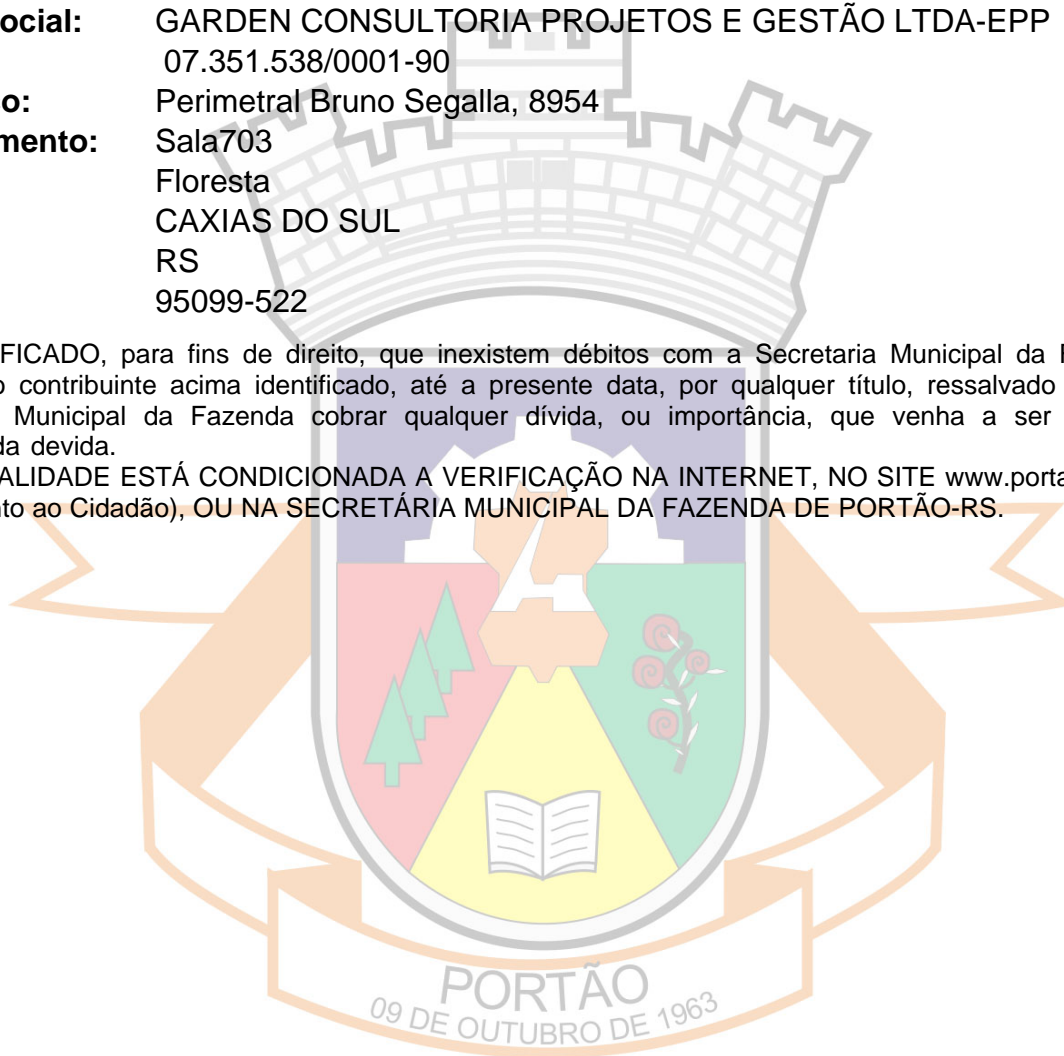 ocial: GARDEN CONSULTORIA PROJETOS E GESTÃO LTDA-EPP
07.351.538/0001-90
o: Perimetral Bruno Segalla, 8954
mento: Sala703
Floresta
CAXIAS DO SUL
RS
95099-522
FICADO, para fins de direito, que inexistem débitos com a Secretaria Municipal da
o contribuinte acima identificado, até a presente data, por qualquer título, ressalvado
Municipal da Fazenda cobrar qualquer dívida, ou importância, que venha a ser
da devida.
ALIDADE ESTÁ CONDICIONADA A VERIFICAÇÃO NA INTERNET, NO SITE www.porta
nto ao Cidadão), OU NA SECRETÁRIA MUNICIPAL DA FAZENDA DE PORTÃO-RS.
PORTÃO
09 DE OUTUBRO DE 1963